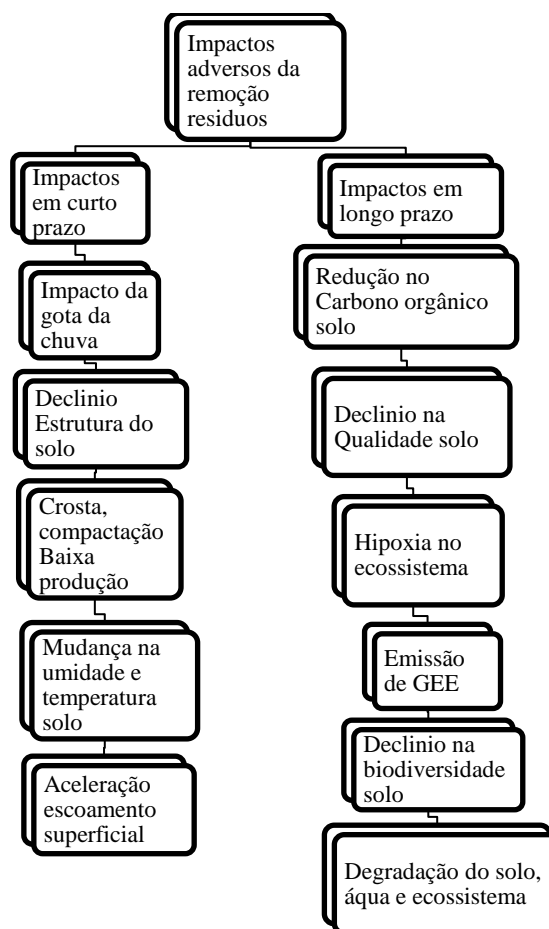 Impactos
adversos da
remoção
residuos
Impactos
em curto
prazo
Impacto da
gota da
chuva
Declinio
Estrutura do
solo
Crosta,
compactação
Baixa
produção
Mudança na
umidade e
temperatura
solo
Aceleração
escoamento
superficial
Impactos em
longo prazo
Redução no
Carbono orgânico
solo
Declinio na
Qualidade solo
Hipoxia no
ecossistema
Emissão
de GEE
Declinio na
biodiversidade
solo
Degradação do solo,
áqua e ecossistema